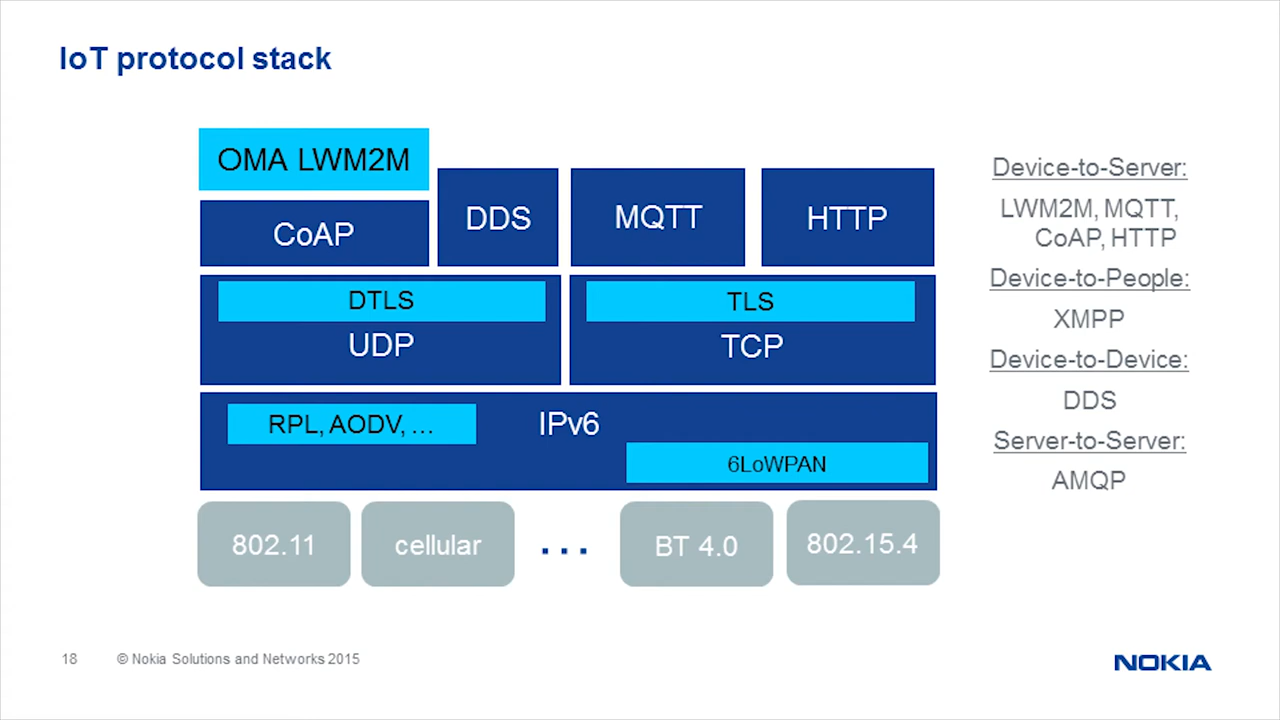 IoT protocol stack
OMA LWM2M
CoAP
DDS
MQTT
HTTP
DTLS
UDP
TLS
TCP
RPL, AODV, …
IPv6
6LoWPAN
802.11
cellular
...
BT 4.0
802.15.4
Device-to-Server:
LWM2M, MQTT,
CoAP, HTTP
Device-to-People:
XMPP
Device-to-Device:
DDS
Server-to-Server:
AMQP
18
© Nokia Solutions and Networks 2015
NOKIA